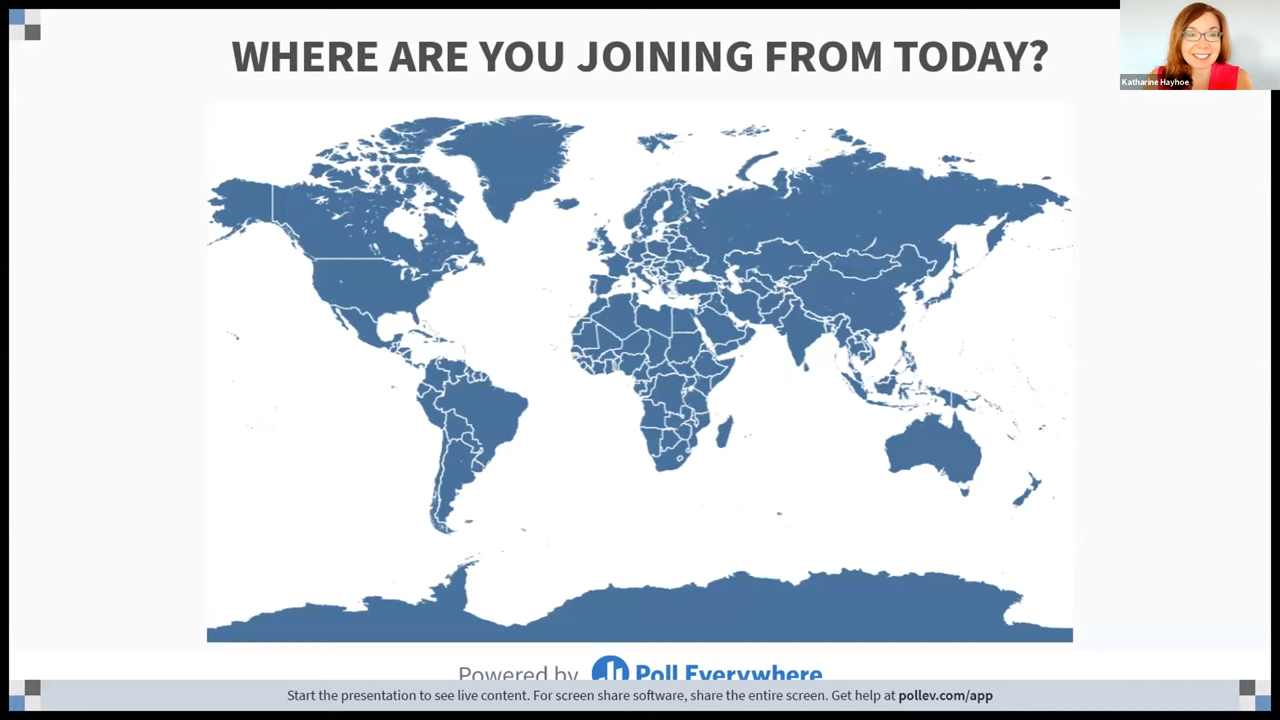 WHERE ARE YOU JOINING FROM TODAY?
Katharine Hayhoe
Powered by Poll Everywhere
Start the presentation to see live content. For screen share software, share the entire screen. Get help at pollev.com/app